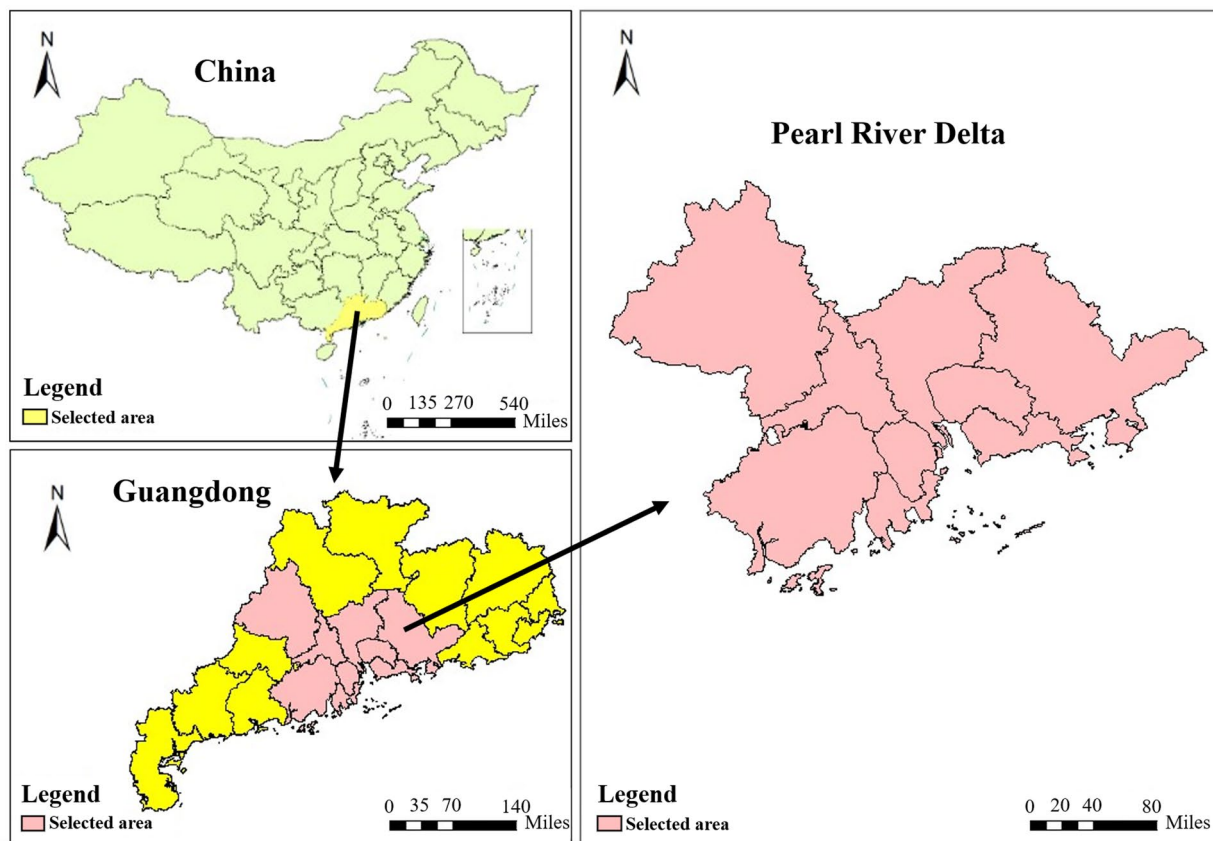 N
China
Legend
Selected area
0 135 270 540
Miles
N
Guangdong
Legend
Selected area
0 35 70 140
Miles
N
Pearl River Delta
Legend
Selected area
0 20 40 80
Miles